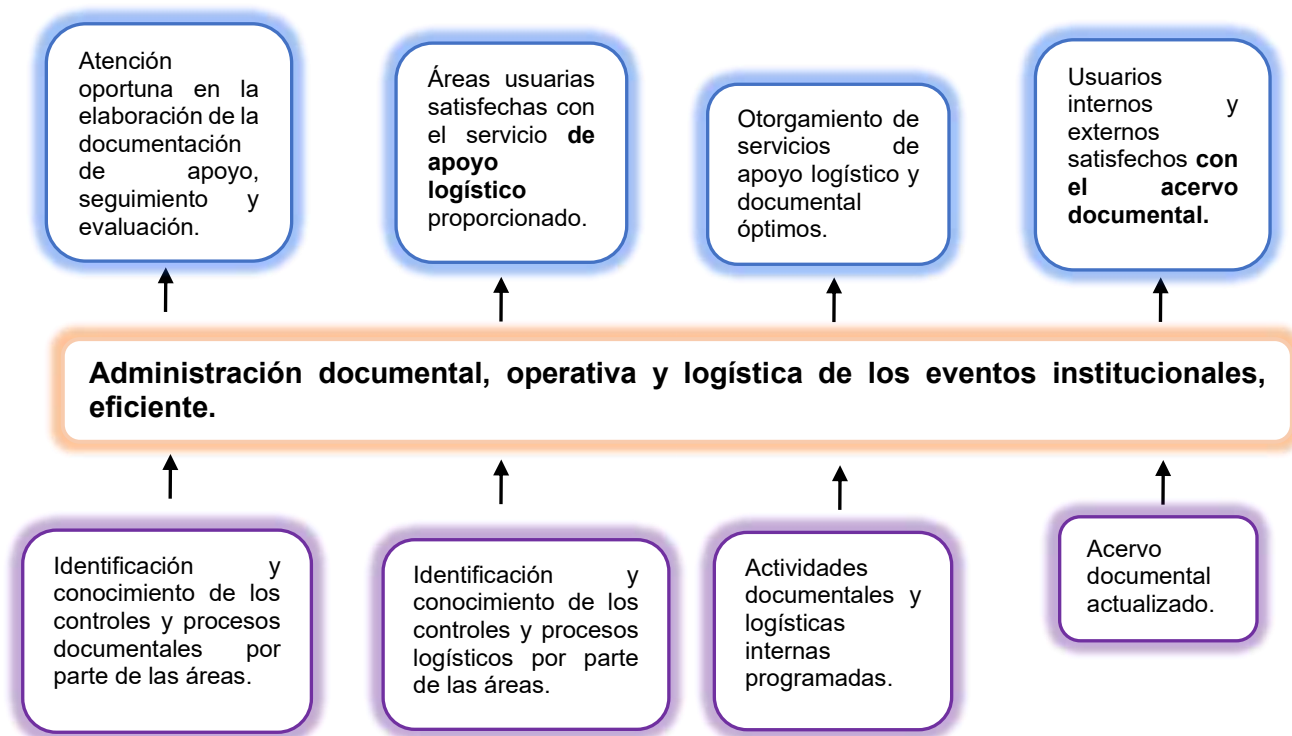 Atención
oportuna en la
elaboración de la
documentación
de apoyo,
seguimiento y
evaluación.
Áreas usuarias
satisfechas con
el servicio de
apoyo
logístico
proporcionado.
Otorgamiento de
servicios de
apoyo logístico y
documental
óptimos.
Usuarios
internos y
externos
satisfechos con
el acervo
documental.
Administración documental, operativa y logística de los eventos institucionales,
eficiente.
Identificación y
conocimiento de los
controles y procesos
documentales por
parte de las áreas.
Identificación y
conocimiento de los
controles y procesos
logísticos por parte
de las áreas.
Actividades
documentales y
logísticas
internas
programadas.
Acervo
documental
actualizado.